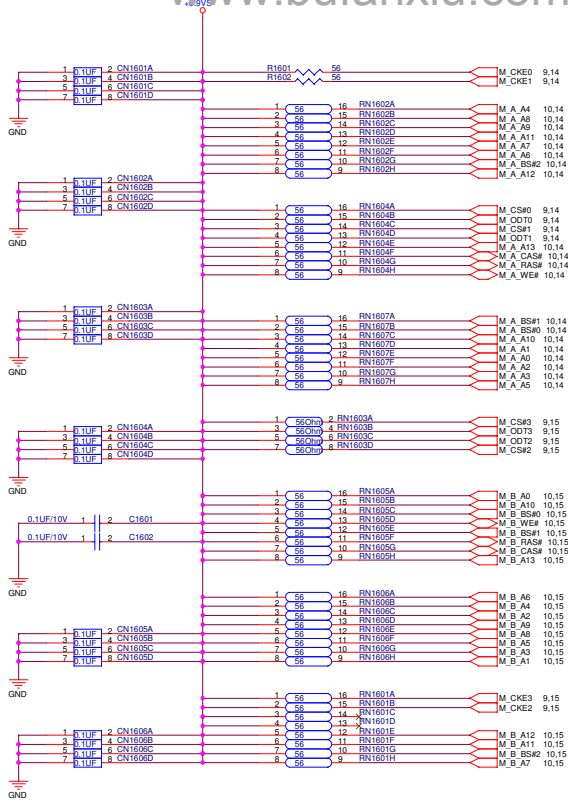 www.bufanxiu.com
+0.9VS
1 0.1UF 2 CN1601A
3 0.1UF 4 CN1601B
5 0.1UF 6 CN1601C
7 0.1UF 8 CN1601D
GND
R1601 56 M_CKE0 9,14
R1602 56 M_CKE1 9,14
1 56 16 RN1602A M_A_A4 10,14
2 56 15 RN1602B M_A_A8 10,14
3 56 14 RN1602C M_A_A9 10,14
4 56 13 RN1602D M_A_A11 10,14
5 56 12 RN1602E M_A_A7 10,14
6 56 11 RN1602F M_A_A6 10,14
7 56 10 RN1602G M_A_BS#2 10,14
8 56 9 RN1602H M_A_A12 10,14
1 0.1UF 2 CN1602A
3 0.1UF 4 CN1602B
5 0.1UF 6 CN1602C
7 0.1UF 8 CN1602D
GND
1 56 16 RN1604A M_CS#0 9,14
2 56 15 RN1604B M_ODT0 9,14
3 56 14 RN1604C M_CS#1 9,14
4 56 13 RN1604D M_ODT1 9,14
5 56 12 RN1604E M_A_A13 10,14
6 56 11 RN1604F M_A_CAS# 10,14
7 56 10 RN1604G M_A_RAS# 10,14
8 56 9 RN1604H M_A_WE# 10,14
1 0.1UF 2 CN1603A
3 0.1UF 4 CN1603B
5 0.1UF 6 CN1603C
7 0.1UF 8 CN1603D
GND
1 56 16 RN1607A M_A_BS#1 10,14
2 56 15 RN1607B M_A_BS#0 10,14
3 56 14 RN1607C M_A_A10 10,14
4 56 13 RN1607D M_A_A1 10,14
5 56 12 RN1607E M_A_A0 10,14
6 56 11 RN1607F M_A_A2 10,14
7 56 10 RN1607G M_A_A3 10,14
8 56 9 RN1607H M_A_A5 10,14
1 56Ohm 2 RN1603A M_CS#3 9,15
3 56Ohm 4 RN1603B M_ODT3 9,15
5 56Ohm 6 RN1603C M_ODT2 9,15
7 56Ohm 8 RN1603D M_CS#2 9,15
1 0.1UF 2 CN1604A
3 0.1UF 4 CN1604B
5 0.1UF 6 CN1604C
7 0.1UF 8 CN1604D
GND
1 56 16 RN1605A M_B_A0 10,15
2 56 15 RN1605B M_B_A10 10,15
3 56 14 RN1605C M_B_BS#0 10,15
4 56 13 RN1605D M_B_WE# 10,15
5 56 12 RN1605E M_B_BS#1 10,15
6 56 11 RN1605F M_B_RAS# 10,15
7 56 10 RN1605G M_B_CAS# 10,15
8 56 9 RN1605H M_B_A13 10,15
0.1UF/10V 1 2 C1601
0.1UF/10V 1 2 C1602
GND
1 56 16 RN1606A M_B_A6 10,15
2 56 15 RN1606B M_B_A4 10,15
3 56 14 RN1606C M_B_A2 10,15
4 56 13 RN1606D M_B_A9 10,15
5 56 12 RN1606E M_B_A8 10,15
6 56 11 RN1606F M_B_A5 10,15
7 56 10 RN1606G M_B_A3 10,15
8 56 9 RN1606H M_B_A1 10,15
1 0.1UF 2 CN1605A
3 0.1UF 4 CN1605B
5 0.1UF 6 CN1605C
7 0.1UF 8 CN1605D
GND
1 56 16 RN1601A M_CKE3 9,15
2 56 15 RN1601B M_CKE2 9,15
3 56 14 RN1601C
4 56 13 RN1601D
5 56 12 RN1601E M_B_A12 10,15
6 56 11 RN1601F M_B_A11 10,15
7 56 10 RN1601G M_B_BS#2 10,15
8 56 9 RN1601H M_B_A7 10,15
1 0.1UF 2 CN1606A
3 0.1UF 4 CN1606B
5 0.1UF 6 CN1606C
7 0.1UF 8 CN1606D
GND